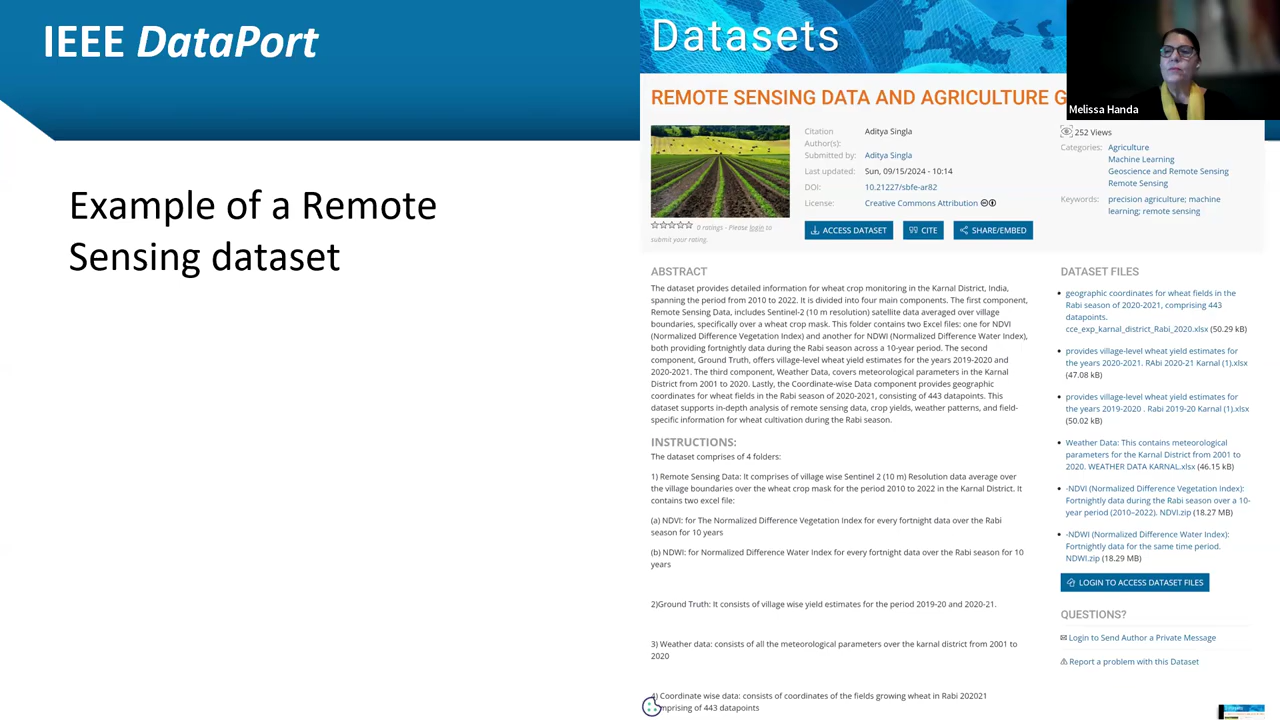 IEEE DataPort
Example of a Remote
Sensing dataset
Datasets
Melissa Handa
REMOTE SENSING DATA AND AGRICULTURE
Citation Author(s): Aditya Singla
Submitted by: Aditya Singla
Last updated: Sun, 09/15/2024 - 10:14
DOI: 10.21227/sbfe-ar82
License: Creative Commons Attribution
0 ratings - Please login to
submit your rating.
ACCESS DATASET
CITE
SHARE/EMBED
252 Views
Categories: Agriculture
Machine Learning
Geoscience and Remote Sensing
Remote Sensing
Keywords: precision agriculture; machine
learning; remote sensing
ABSTRACT
The dataset provides detailed information for wheat crop monitoring in the Karnal District, India,
spanning the period from 2010 to 2022. It is divided into four main components. The first component,
Remote Sensing Data, includes Sentinel-2 (10 m resolution) satellite data averaged over village
boundaries, specifically over a wheat crop mask. This folder contains two Excel files: one for NDVI
(Normalized Difference Vegetation Index) and another for NDWI (Normalized Difference Water Index),
both providing fortnightly data during the Rabi season across a 10-year period. The second
component, Ground Truth, offers village-level wheat yield estimates for the years 2019-2020 and
2020-2021. The third component, Weather Data, covers meteorological parameters in the Karnal
District from 2001 to 2020. Lastly, the Coordinate-wise Data component provides geographic
coordinates for wheat fields in the Rabi season of 2020-2021, consisting of 443 datapoints. This
dataset supports in-depth analysis of remote sensing data, crop yields, weather patterns, and field-
specific information for wheat cultivation during the Rabi season.
INSTRUCTIONS:
The dataset comprises of 4 folders:
1) Remote Sensing Data: It comprises of village wise Sentinel 2 (10 m) Resolution data average over
the village boundaries over the wheat crop mask for the period 2010 to 2022 in the Karnal District. It
contains two excel file:
(a) NDVI: for The Normalized Difference Vegetation Index for every fortnight data over the Rabi
season for 10 years
(b) NDWI: for Normalized Difference Water Index for every fortnight data over the Rabi season for 10
years
2)Ground Truth: It consists of village wise yield estimates for the period 2019-20 and 2020-21.
3) Weather data: consists of all the meteorological parameters over the karnal district from 2001 to
2020
4) Coordinate wise data: consists of coordinates of the fields growing wheat in Rabi 202021
mprising of 443 datapoints
DATASET FILES
geographic coordinates for wheat fields in the
Rabi season of 2020-2021, comprising 443
datapoints.
cce_exp_karnal_district_Rabi_2020.xlsx (50.29 kB)
provides village-level wheat yield estimates for
the years 2020-2021. RAbi 2020-21 Karnal (1).xlsx
(47.08 kB)
provides village-level wheat yield estimates for
the years 2019-2020 . Rabi 2019-20 Karnal (1).xlsx
(50.02 kB)
Weather Data: This contains meteorological
parameters for the Karnal District from 2001 to
2020. WEATHER DATA KARNAL.xlsx (46.15 kB)
-NDVI (Normalized Difference Vegetation Index):
Fortnightly data during the Rabi season over a 10-
year period (2010–2022). NDVI.zip (18.27 MB)
-NDWI (Normalized Difference Water Index):
Fortnightly data for the same time period.
NDWI.zip (18.29 MB)
LOGIN TO ACCESS DATASET FILES
QUESTIONS?
Login to Send Author a Private Message
Report a problem with this Dataset